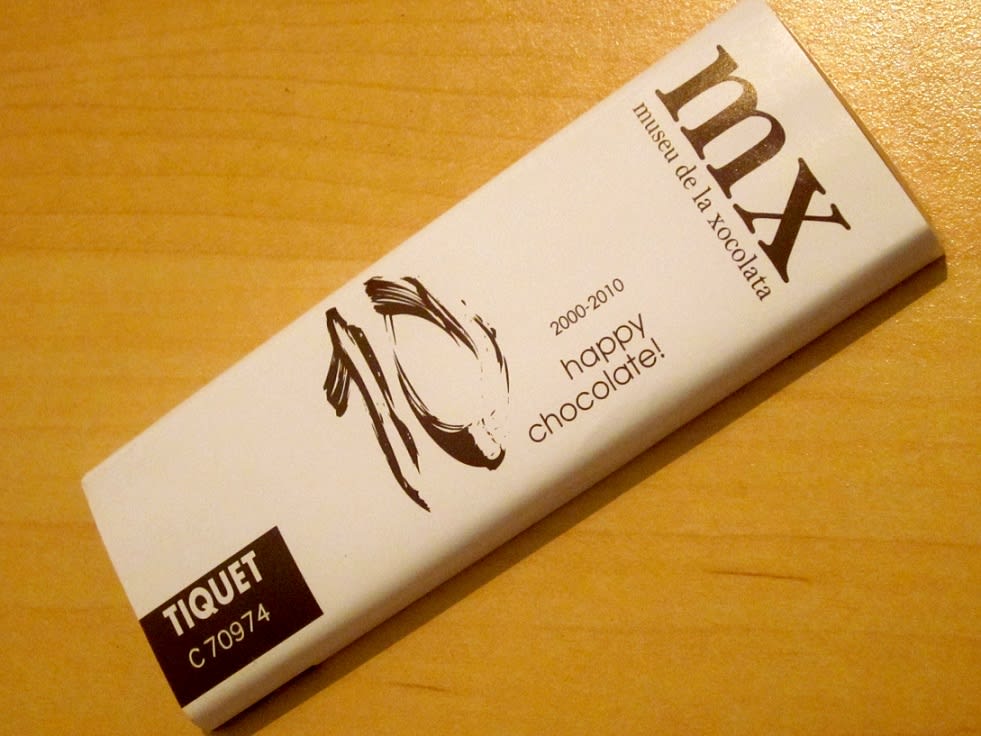 mx
museu de la xocolata
10
2000-2010
happy
chocolate!
TIQUET
C 70974